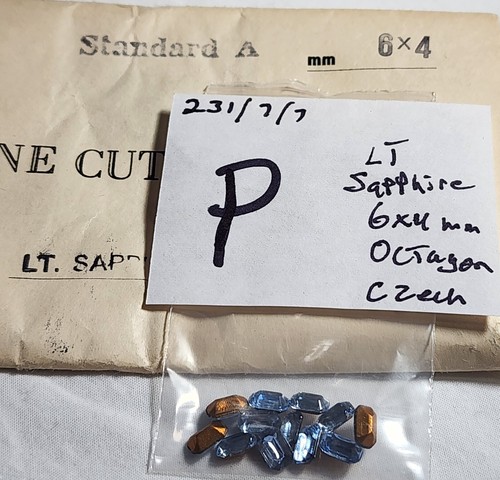 Standard A mm 6×4
NE CUT
LT. SAPP
231/7/7
P
LT
Sapphire
6x4 mm
Octagon
Czech